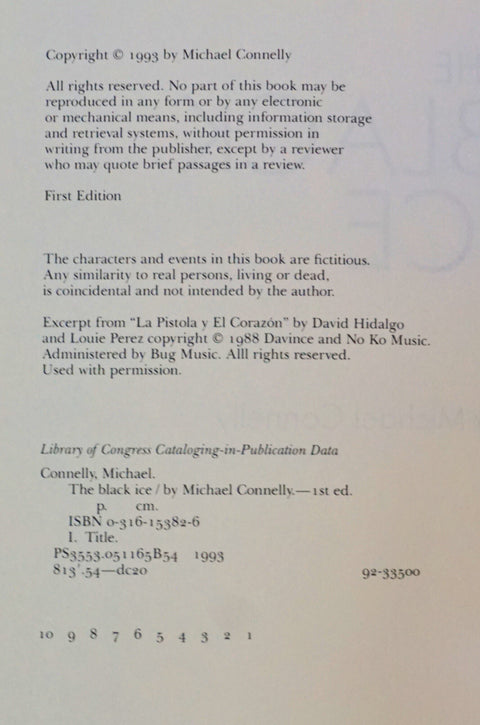 Copyright © 1993 by Michael Connelly
All rights reserved. No part of this book may be
reproduced in any form or by any electronic
or mechanical means, including information storage
and retrieval systems, without permission in
writing from the publisher, except by a reviewer
who may quote brief passages in a review.
First Edition
The characters and events in this book are fictitious.
Any similarity to real persons, living or dead,
is coincidental and not intended by the author.
Excerpt from “La Pistola y El Corazón” by David Hidalgo
and Louie Perez copyright © 1988 Davince and No Ko Music.
Administered by Bug Music. Alll rights reserved.
Used with permission.
Library of Congress Cataloging-in-Publication Data
Connelly, Michael.
The black ice / by Michael Connelly.—1st ed.
p. cm.
ISBN 0-316-15382-6
I. Title.
PS3553.051165B54 1993
813'.54—dc20 92-33500
10 9 8 7 6 5 4 3 2 1